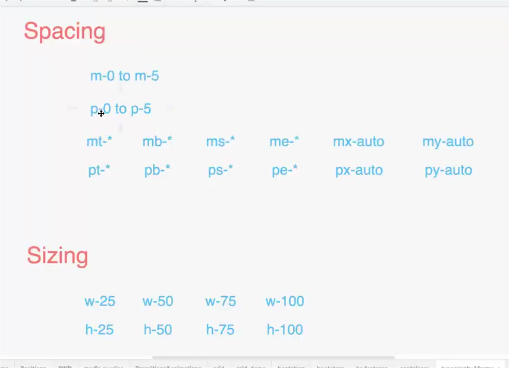 Spacing
m-0 to m-5
p-0 to p-5
mt-* mb-* ms-* me-* mx-auto my-auto
pt-* pb-* ps-* pe-* px-auto py-auto
Sizing
w-25 w-50 w-75 w-100
h-25 h-50 h-75 h-100